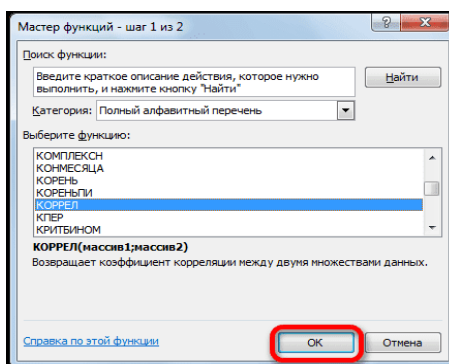 Мастер функций - шаг 1 из 2
Поиск функции:
Введите краткое описание действия, которое нужно
выполнить, и нажмите кнопку "Найти"
Найти
Категория: Полный алфавитный перечень
Выберите функцию:
КОМПЛЕКСН
КОНМЕСЯЦА
КОРЕНЬ
КОРЕНЬПИ
КОРРЕЛ
КПЕР
КРИТБИНОМ
КОРРЕЛ(массив1;массив2)
Возвращает коэффициент корреляции между двумя множествами данных.
Справка по этой функции
ОК
Отмена